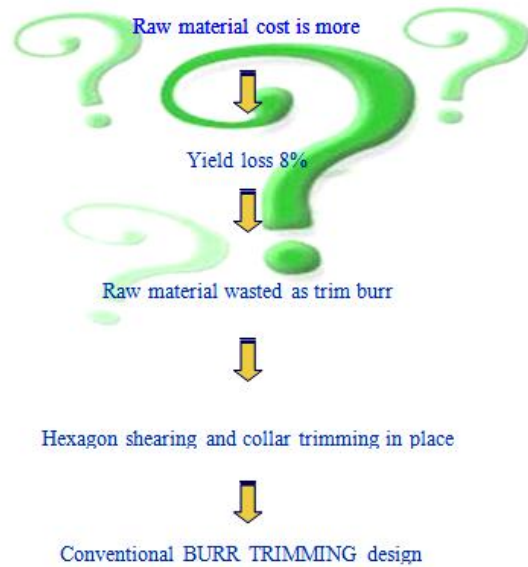 Raw material cost is more
Yield loss 8%
Raw material wasted as trim burr
Hexagon shearing and collar trimming in place
Conventional BURR TRIMMING design